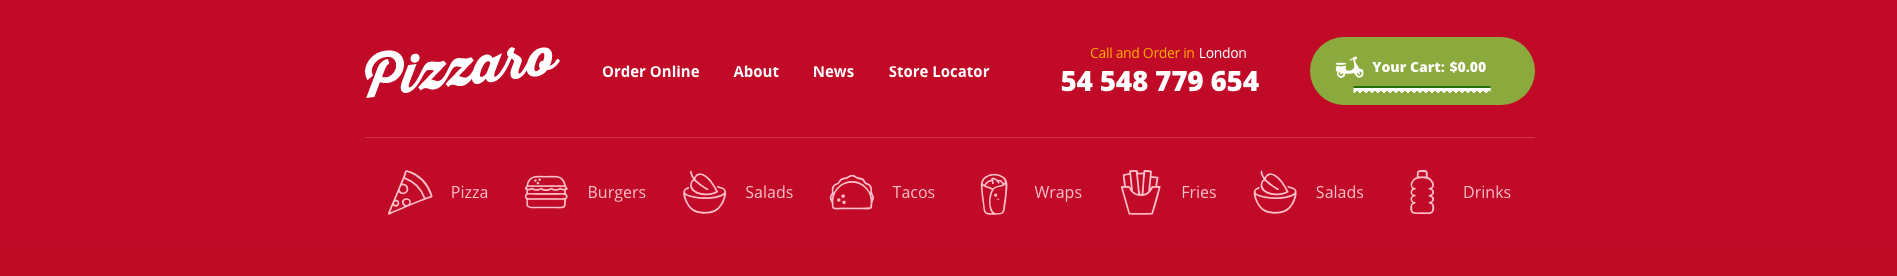 Pizzaro
Order Online About News Store Locator
Call and Order in London
54 548 779 654
Your Cart: $0.00
Pizza Burgers Salads Tacos Wraps Fries Salads Drinks